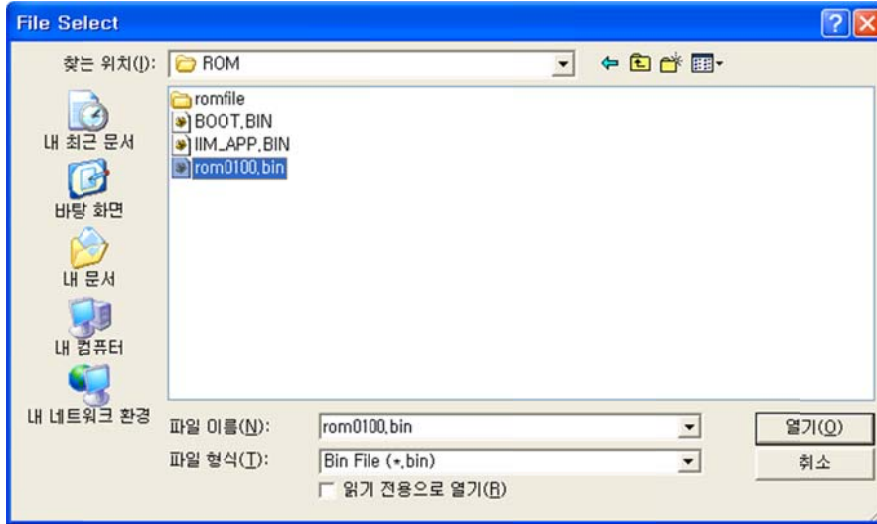 File Select
찾는 위치(I): ROM
romfile
BOOT.BIN
IIM_APP.BIN
rom0100.bin
내 최근 문서
바탕 화면
내 문서
내 컴퓨터
내 네트워크 환경
파일 이름(N): rom0100.bin 열기(O)
파일 형식(T): Bin File (*.bin) 취소
읽기 전용으로 열기(R)